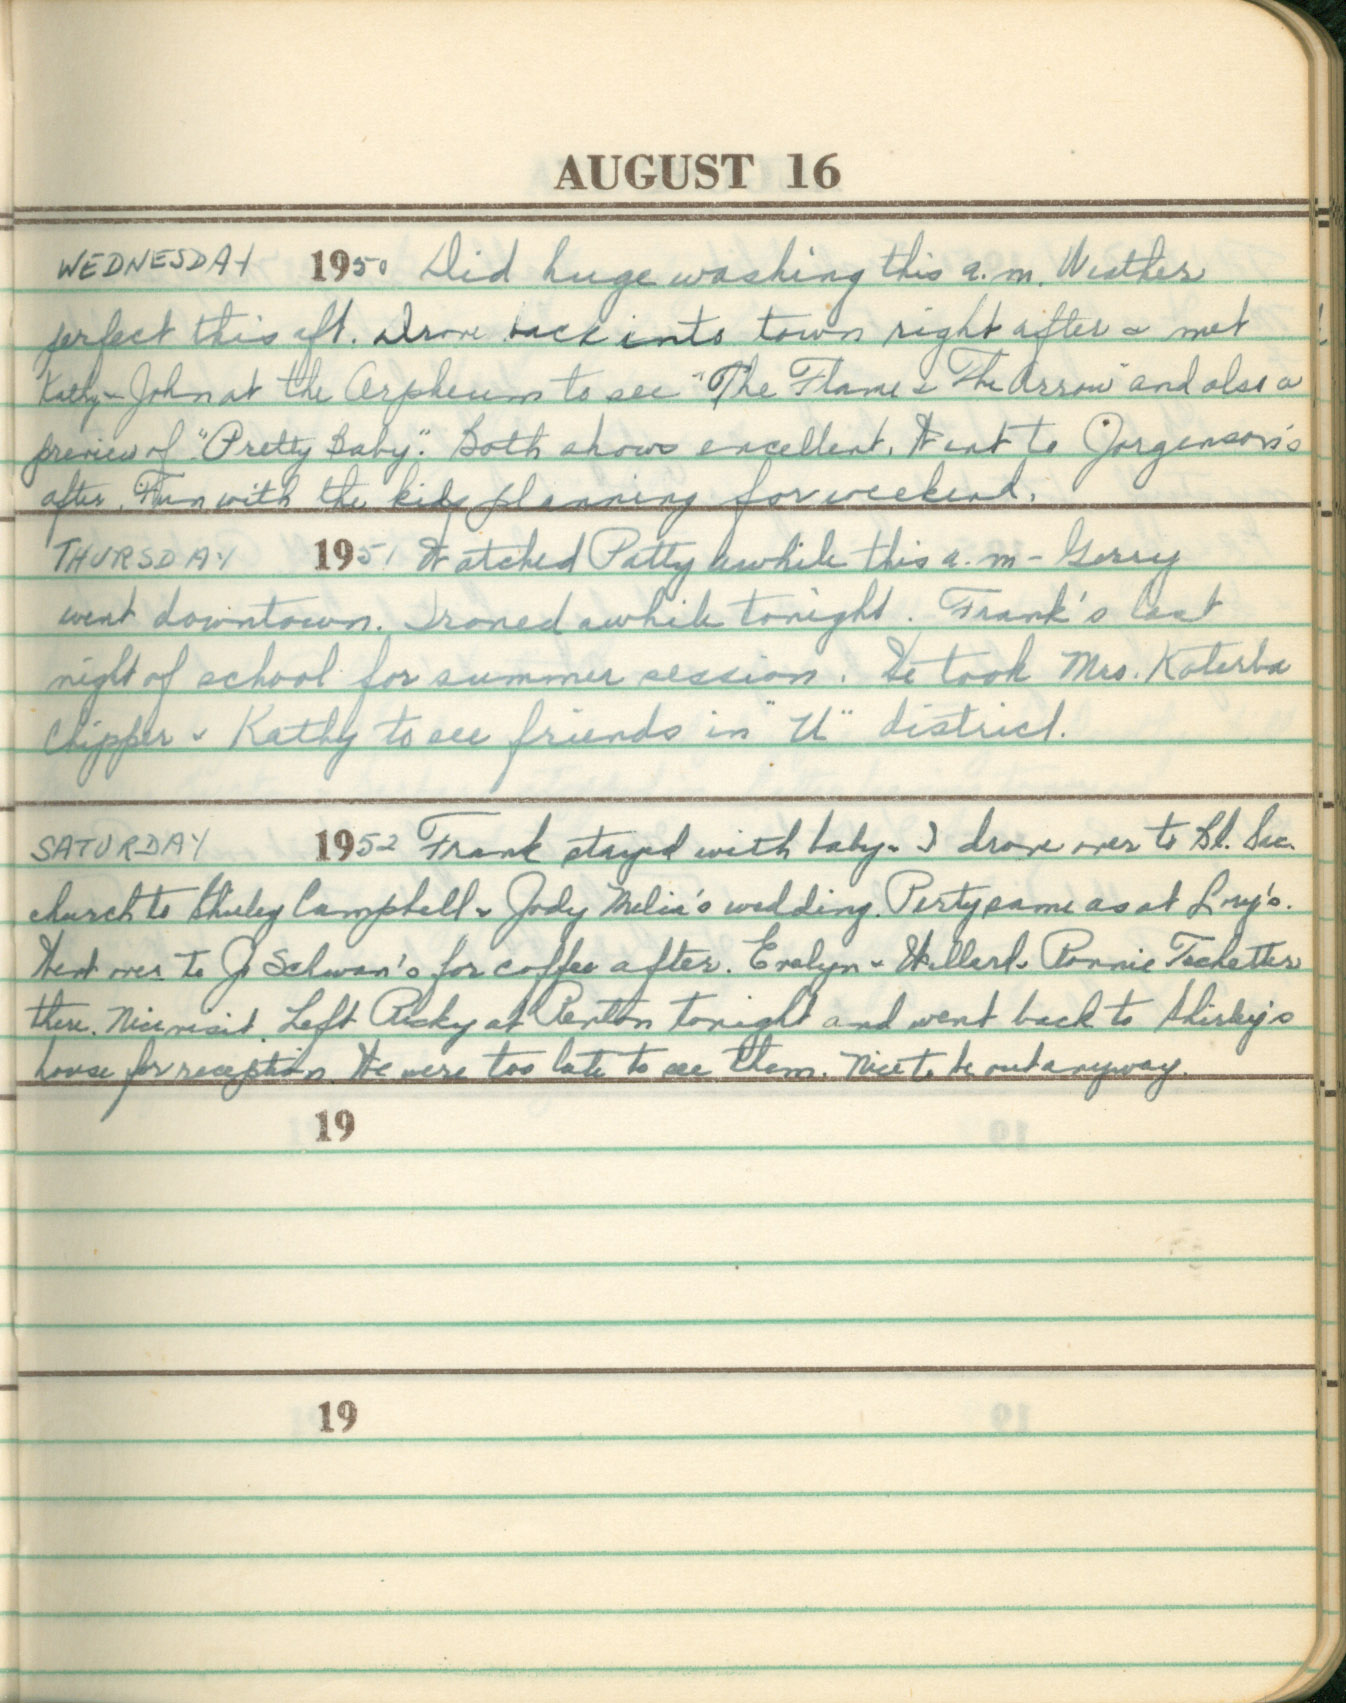 AUGUST 16
WEDNESDAY 1950 Did huge washing this a.m. Weather
perfect this aft. Drove back into town right after & met
Kathy & John at the Orpheum to see "The Flame & The Arrow" and also a
preview of "Pretty Baby". Both shows excellent. Went to Jorgenson's
after. Fun with the kids planning for weekend.
THURSDAY 1951 Watched Patty awhile this a.m - Gerry
went downtown. Ironed awhile tonight. Frank's last
night of school for summer session. He took Mrs. Katerba
Chipper & Kathy to see friends in "U" district.
SATURDAY 1952 Frank stayed with baby & I drove over to Bl. Sac.
church to Shirley Campbell & Jody wedding. Party same as at
Went over to Jo Schwan's for coffee after. Evelyn & Willard & Ronnie
there. Nice visit. Left Ricky at Renton tonight and went back to Shirley's
house for reception. We were too late to see them. Nice to be out anyway.
19
19